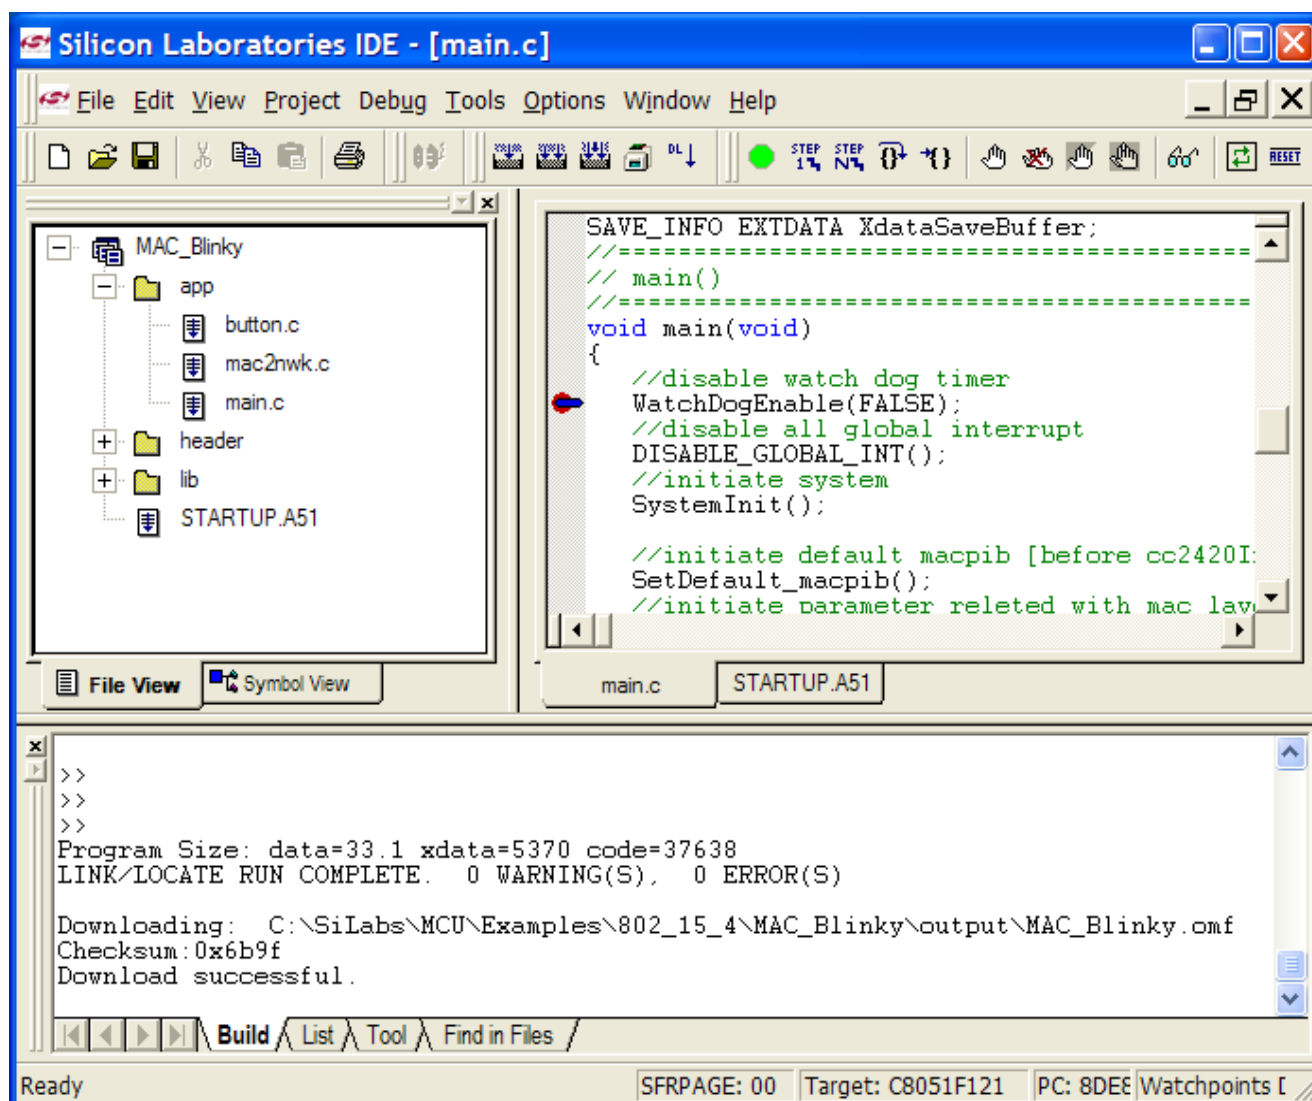 Silicon Laboratories IDE - [main.c]
File Edit View Project Debug Tools Options Window Help
DL STEP 1 STEP N RESET
MAC_Blinky
app
button.c
mac2nwk.c
main.c
header
lib
STARTUP.A51
File View Symbol View
SAVE_INFO EXTDATA XdataSaveBuffer;
//===========================================
// main()
//===========================================
void main(void)
{
//disable watch dog timer
WatchDogEnable(FALSE);
//disable all global interrupt
DISABLE_GLOBAL_INT();
//initiate system
SystemInit();
//initiate default macpib [before cc2420I
SetDefault_macpib();
//initiate parameter releted with mac lay
main.c STARTUP.A51
>>
>>
>>
Program Size: data=33.1 xdata=5370 code=37638
LINK/LOCATE RUN COMPLETE. 0 WARNING(S), 0 ERROR(S)
Downloading: C:\SiLabs\MCU\Examples\802_15_4\MAC_Blinky\output\MAC_Blinky.omf
Checksum:0x6b9f
Download successful.
Build List Tool Find in Files
Ready SFRPAGE: 00 Target: C8051F121 PC: 8DE8 Watchpoints